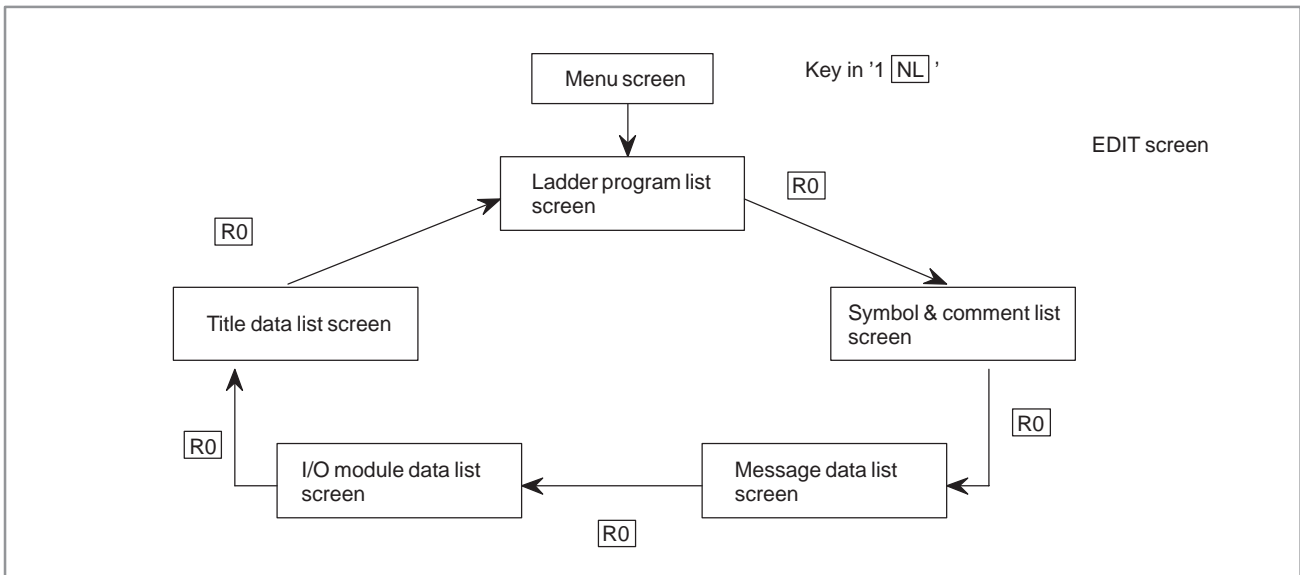 Menu screen
Key in '1 NL '
EDIT screen
Ladder program list
screen
R0
R0
Title data list screen
Symbol & comment list
screen
R0
R0
I/O module data list
screen
Message data list
screen
R0